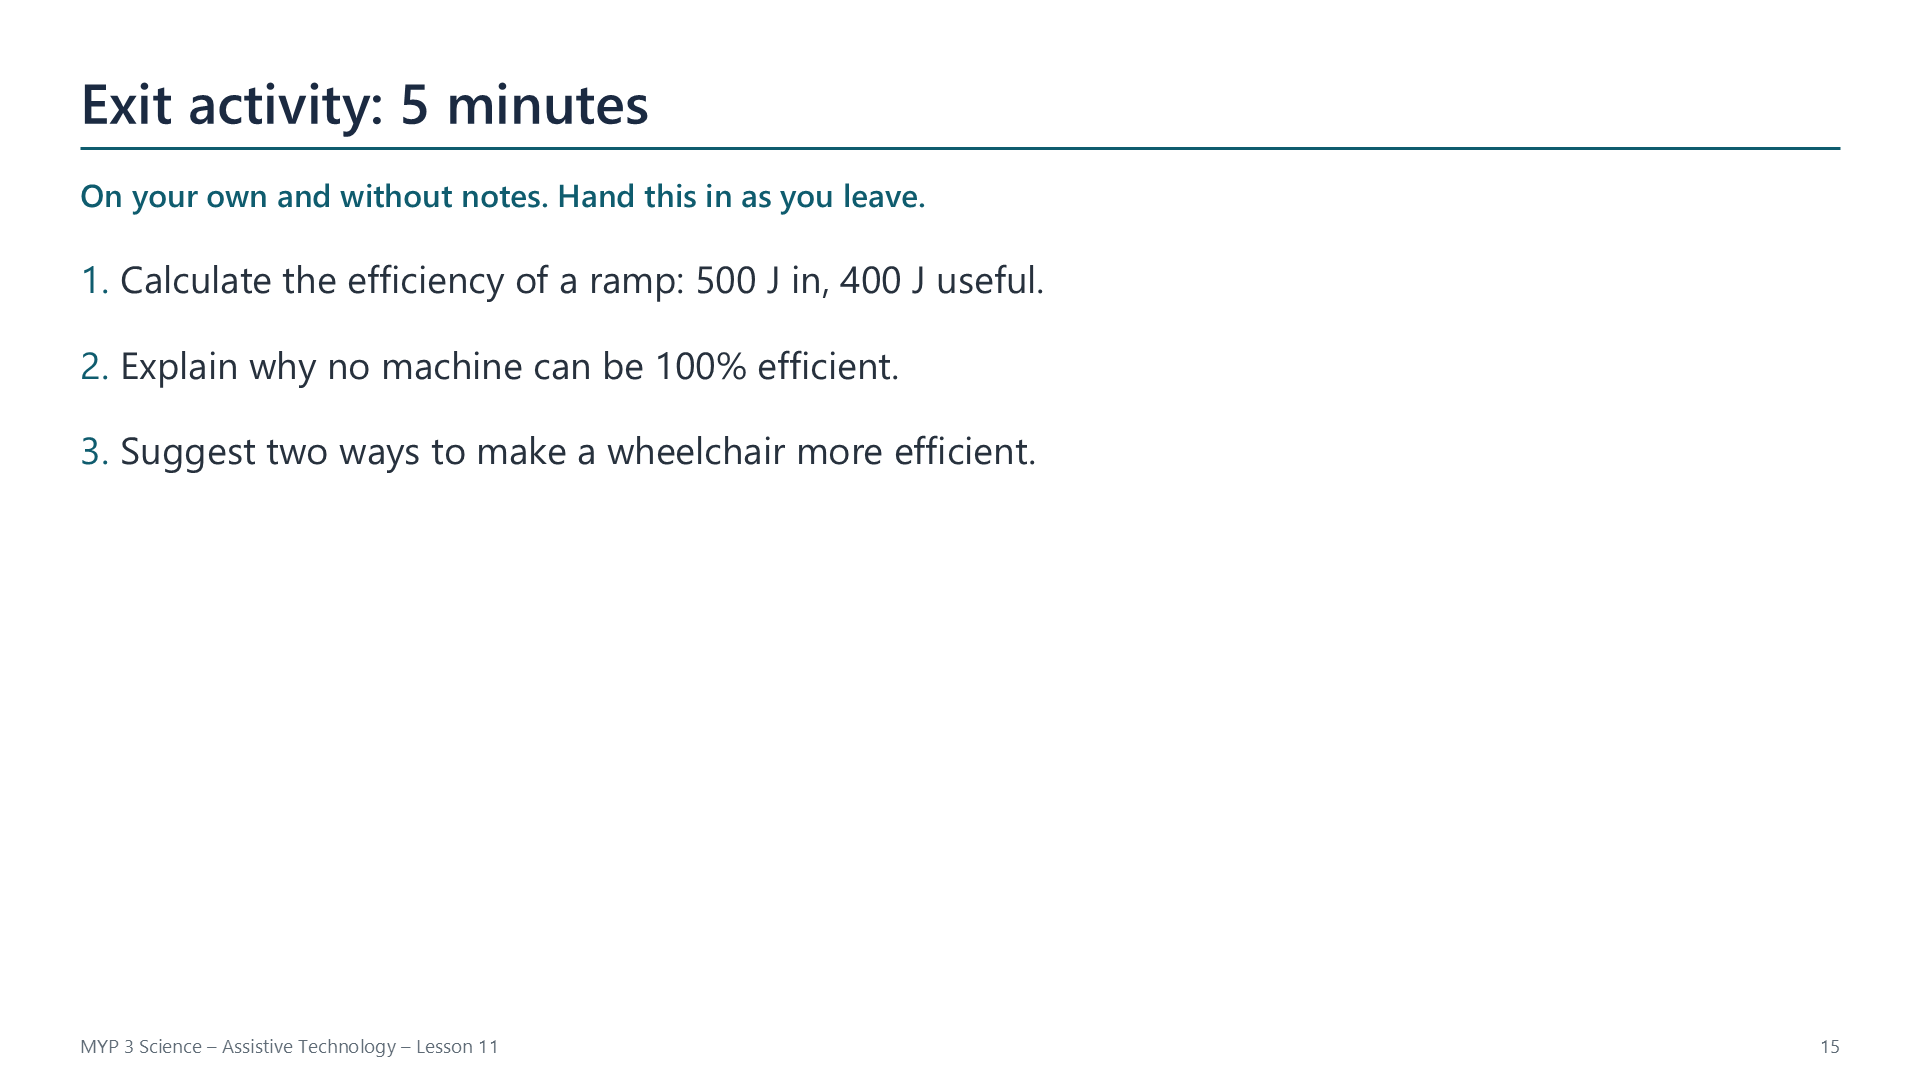 Exit activity: 5 minutes
On your own and without notes. Hand this in as you leave.
1. Calculate the efficiency of a ramp: 500 J in, 400 J useful.
2. Explain why no machine can be 100% efficient.
3. Suggest two ways to make a wheelchair more efficient.
MYP 3 Science – Assistive Technology – Lesson 11
15